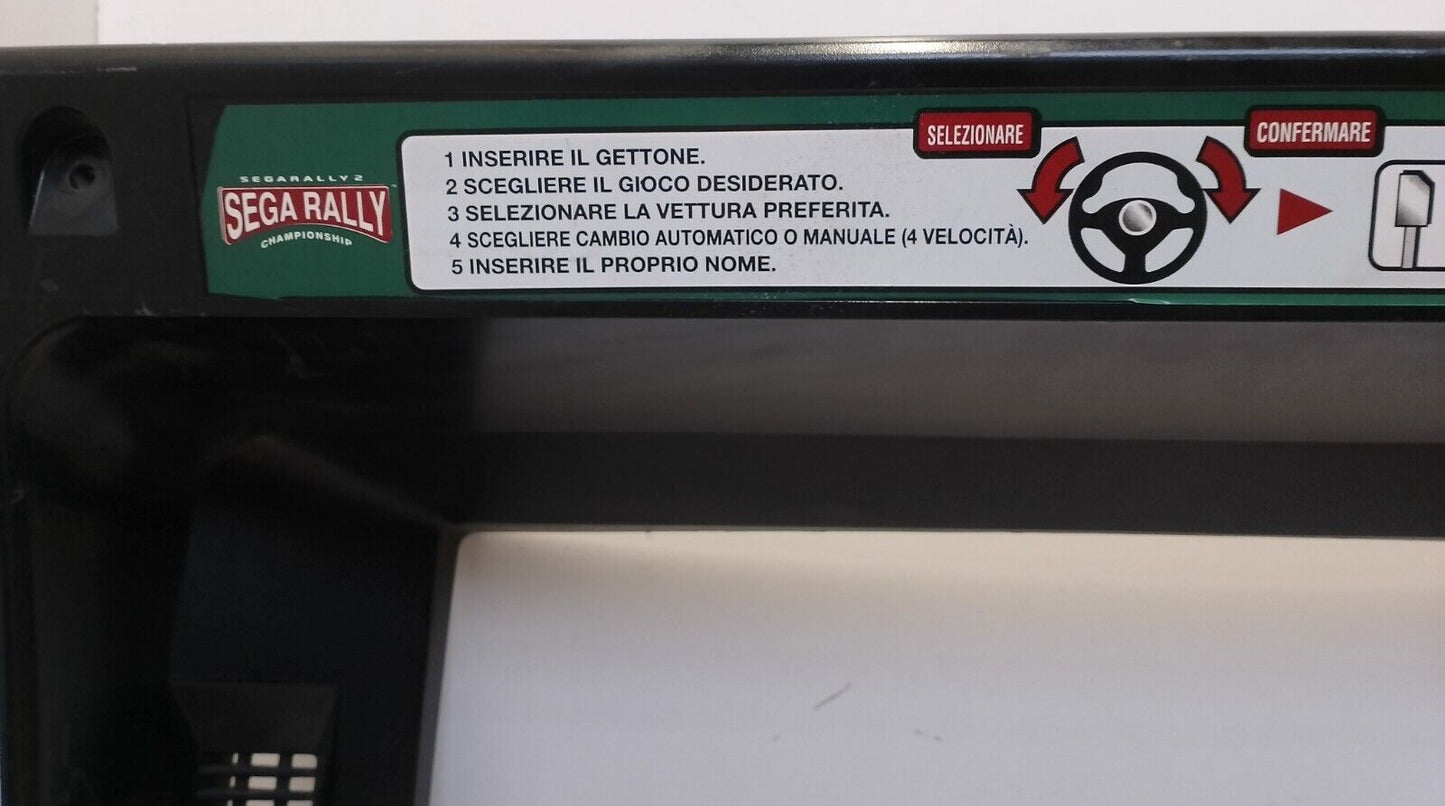 SEGARALLY 2
SEGA RALLY
CHAMPIONSHIP
1 INSERIRE IL GETTONE.
2 SCEGLIERE IL GIOCO DESIDERATO.
3 SELEZIONARE LA VETTURA PREFERITA.
4 SCEGLIERE CAMBIO AUTOMATICO O MANUALE (4 VELOCITÀ).
5 INSERIRE IL PROPRIO NOME.
SELEZIONARE
CONFERMARE